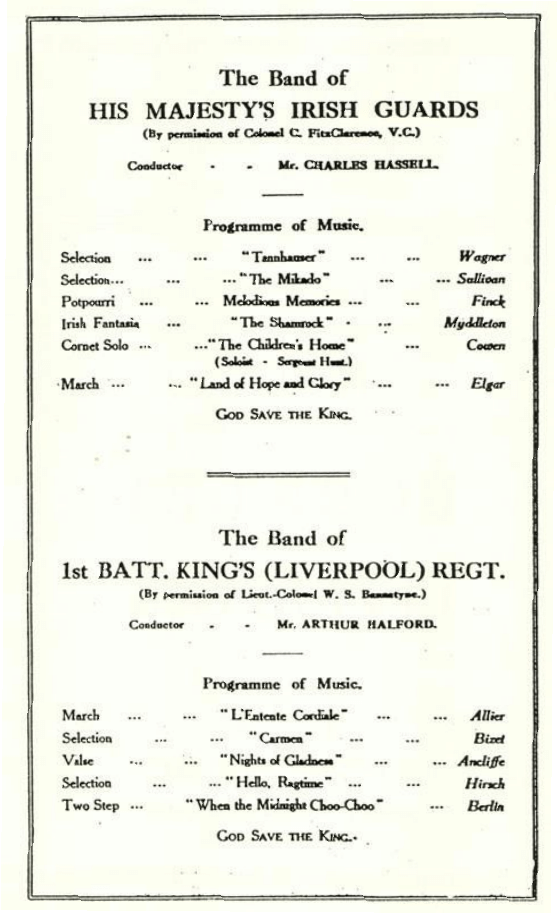 The Band of
HIS MAJESTY'S IRISH GUARDS
(By permission of Colonel C. FitzClarence, V.C.)
Conductor - - Mr. CHARLES HASSELL.
Programme of Music.
Selection ... ... "Tannhauser" ... ... Wagner
Selection... ... ..."The Mikado" ... ... Sullivan
Potpourri ... ... Melodious Memories ... ... Finck
Irish Fantasia ... "The Shamrock" - ... Myddleton
Cornet Solo ... ..."The Children's Home" ... Cowen
(Soloist - Sergeant Hunt.)
March ... ... "Land of Hope and Glory" ... ... Elgar
GOD SAVE THE KING.
The Band of
1st BATT. KING'S (LIVERPOOL) REGT.
(By permission of Lieut.-Colonel W. S. Bannatyne.)
Conductor - - Mr. ARTHUR HALFORD.
Programme of Music.
March ... ... "L'Entente Cordiale" ... ... Allier
Selection ... ... "Carmen" ... ... Bizet
Valse ... ... "Nights of Gladness" ... ... Ancliffe
Selection ... ... "Hello, Ragtime" ... ... Hirsch
Two Step ... "When the Midnight Choo-Choo" ... Berlin
GOD SAVE THE KING.